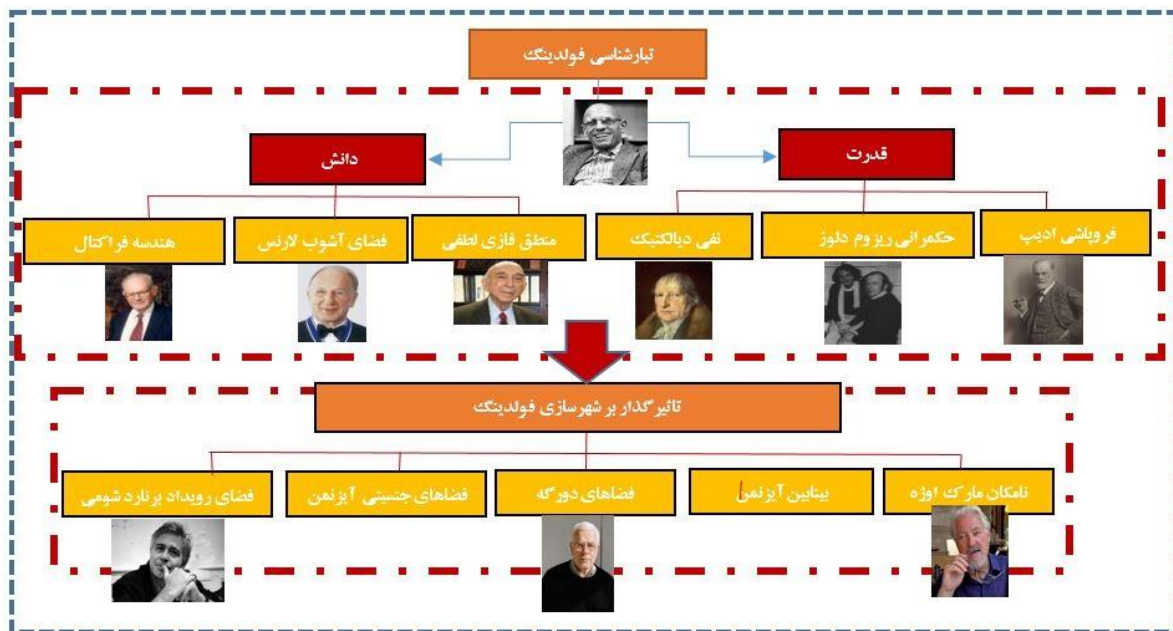 تبارشناسی فولدینگ
قدرت
دانش
فروپاشی ادیپ
حکمرانی ریزوم دلوز
نفی دیالکتیک
منطق فازی لطفی
فضای آشوب لارنس
هندسه فراکتال
تاثیرگذار بر شهرسازی فولدینگ
نامکان مارک اوژه
بینابین آیزنمن
فضاهای دورگه
فضاهای جنسیتی آیزنمن
فضای رویداد برنارد شومی